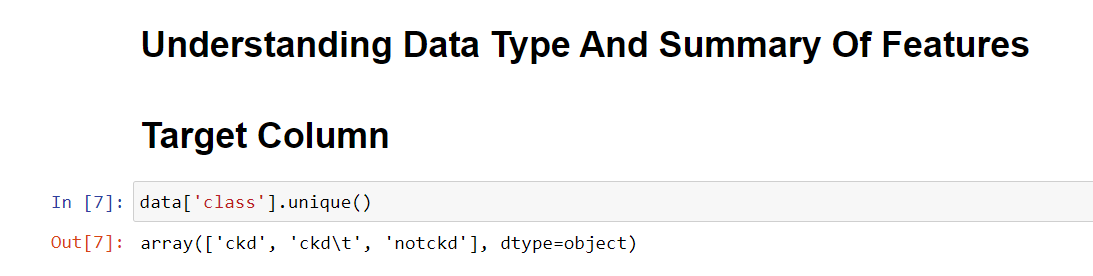 Understanding Data Type And Summary Of Features
Target Column
In [7]: data['class'].unique()
Out[7]: array(['ckd', 'ckd\t', 'notckd'], dtype=object)